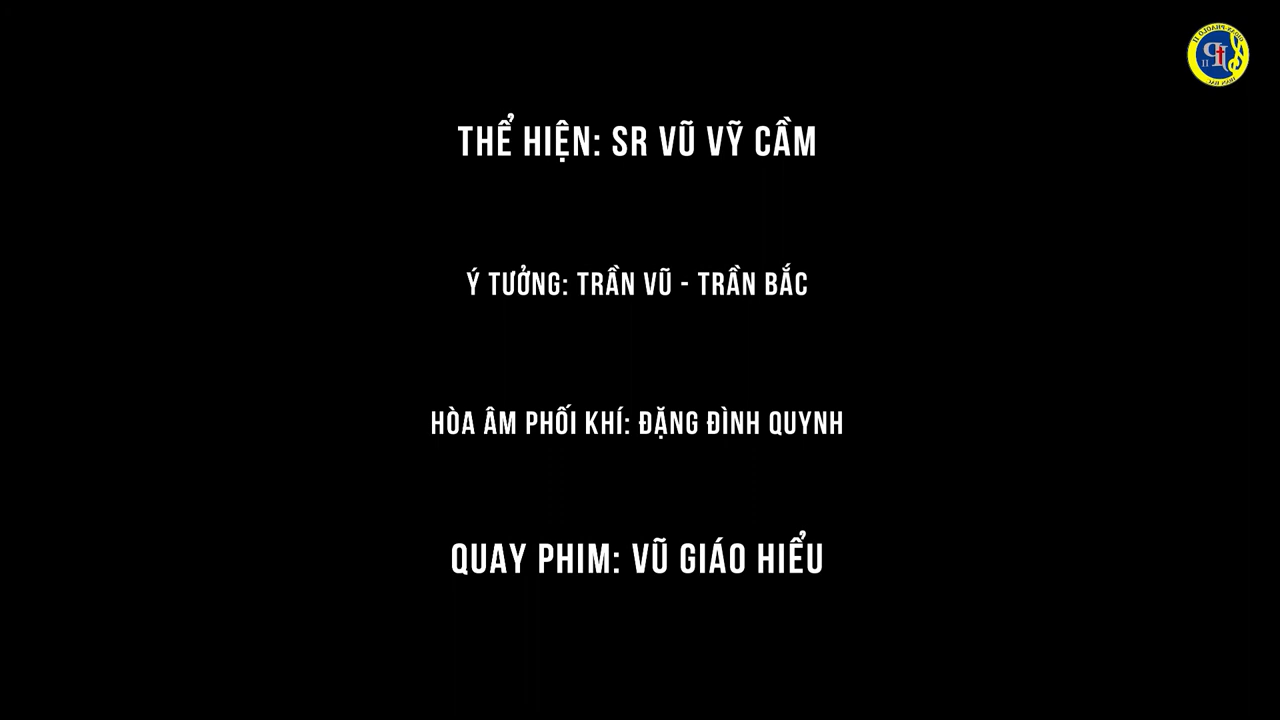 THỂ HIỆN: SR VŨ VỸ CẦM
Ý TƯỞNG: TRẦN VŨ - TRẦN BẮC
HÒA ÂM PHỐI KHÍ: ĐẶNG ĐÌNH QUYNH
QUAY PHIM: VŨ GIÁO HIỂU